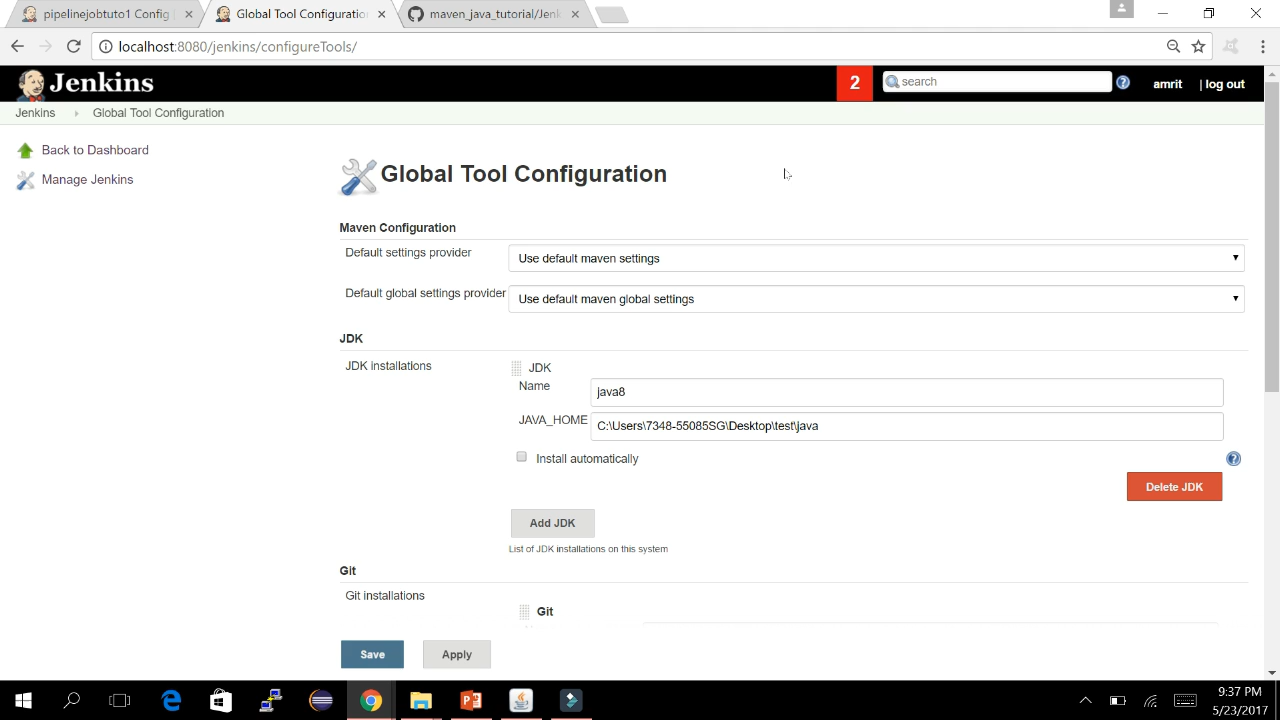 pipelinejobtuto1 Config
Global Tool Configuratio
maven_java_tutorial/Jenk
localhost:8080/jenkins/configureTools/
Jenkins
2
search
amrit
| log out
Jenkins
Global Tool Configuration
Back to Dashboard
Manage Jenkins
Global Tool Configuration
Maven Configuration
Default settings provider
Use default maven settings
Default global settings provider
Use default maven global settings
JDK
JDK installations
JDK
Name
java8
JAVA_HOME
C:\Users\7348-55085SG\Desktop\test\java
Install automatically
Delete JDK
Add JDK
List of JDK installations on this system
Git
Git installations
Git
Save
Apply
9:37 PM
5/23/2017